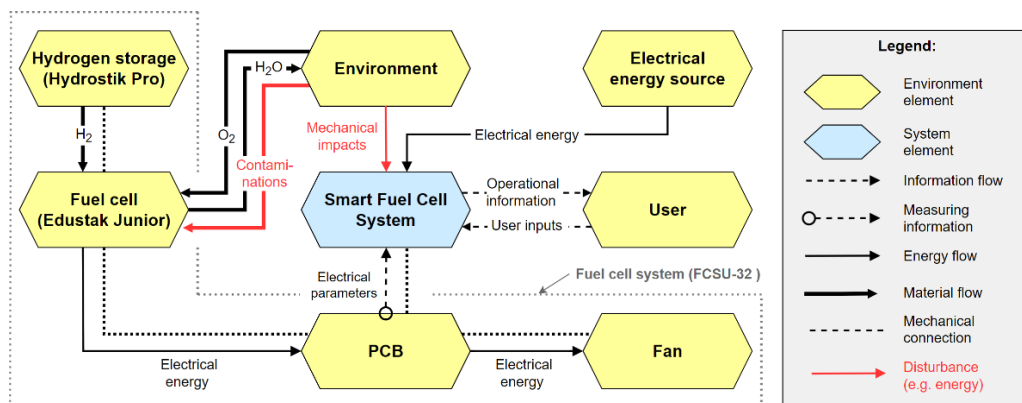 Hydrogen storage
(Hydrostik Pro)
Environment
Electrical
energy source
H2O
H2
O2
Mechanical
impacts
Electrical energy
Contami-
nations
Fuel cell
(Edustak Junior)
Smart Fuel Cell
System
Operational
information
User inputs
User
Electrical
parameters
Fuel cell system (FCSU-32 )
PCB
Fan
Electrical
energy
Electrical
energy
Legend:
Environment
element
System
element
Information flow
Measuring
information
Energy flow
Material flow
Mechanical
connection
Disturbance
(e.g. energy)